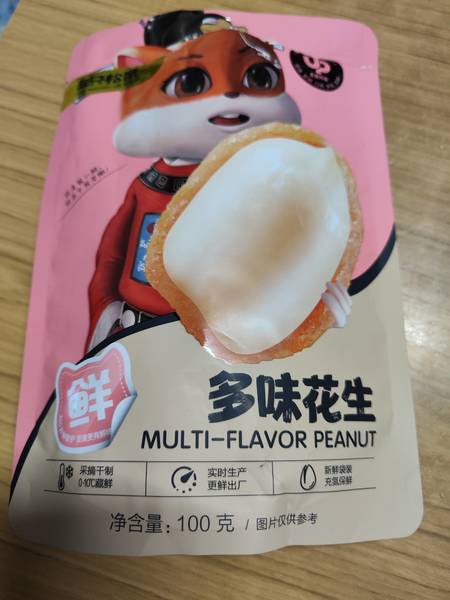 鲜
多味花生
MULTI-FLAVOR PEANUT
采摘干制
0-10℃藏鲜
实时生产
更鲜出厂
新鲜袋装
充氮保鲜
净含量：100 克 / 图片仅供参考